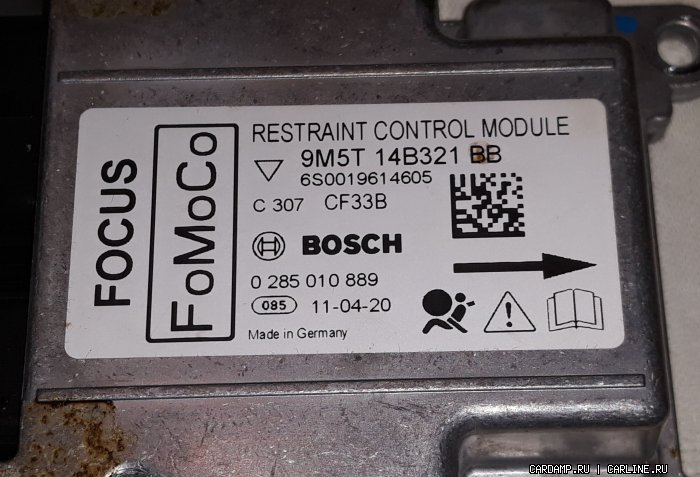 FOCUS
FoMoCo
RESTRAINT CONTROL MODULE
9M5T 14B321 BB
6S0019614605
C 307 CF33B
BOSCH
0 285 010 889
085 11-04-20
Made in Germany
CARDAMP.RU | CARLINE.RU